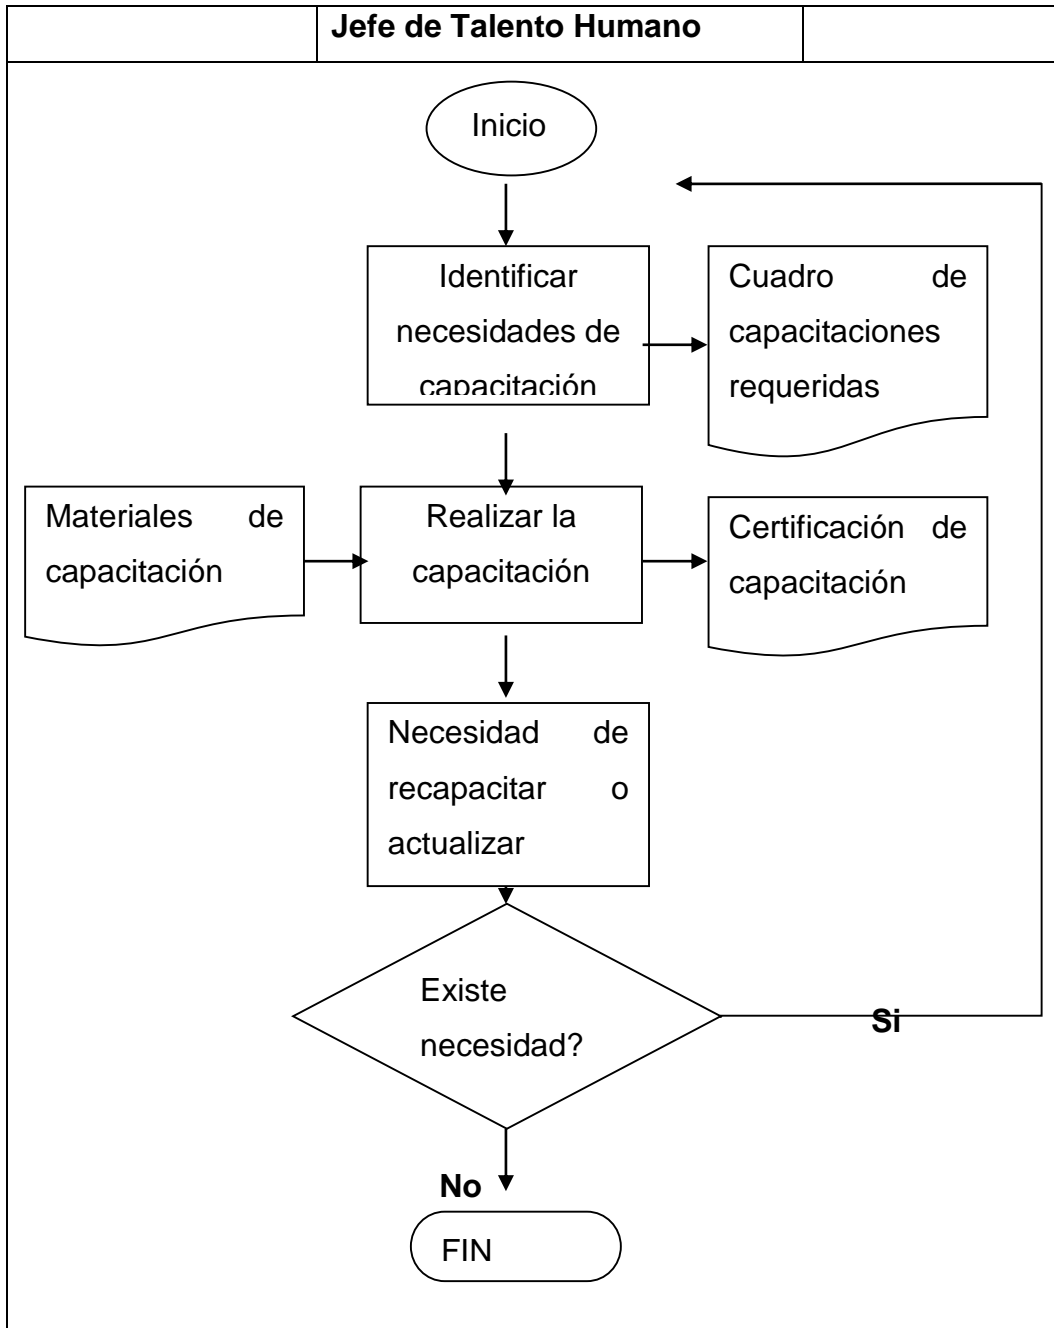 Jefe de Talento Humano
Inicio
Identificar
necesidades de
capacitación
Cuadro de
capacitaciones
requeridas
Materiales de
capacitación
Realizar la
capacitación
Certificación de
capacitación
Necesidad de
recapacitar o
actualizar
Existe
necesidad?
Si
No
FIN